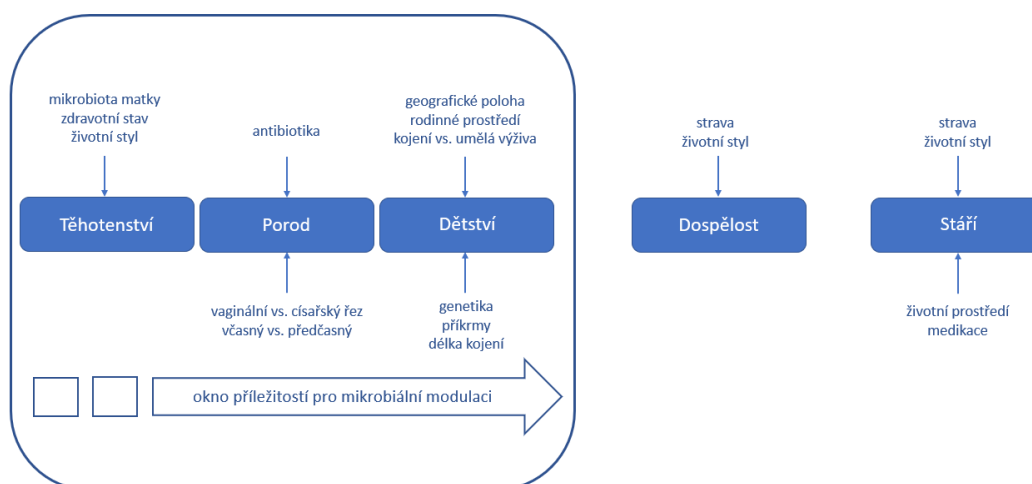 mikrobiota matky
zdravotní stav
životní styl
antibiotika
geografické poloha
rodinné prostředí
kojení vs. umělá výživa
strava
životní styl
strava
životní styl
Těhotenství
Porod
Dětství
Dospělost
Stáří
vaginální vs. císařský řez
včasný vs. předčasný
genetika
příkrmy
délka kojení
životní prostředí
medikace
okno příležitostí pro mikrobiální modulaci